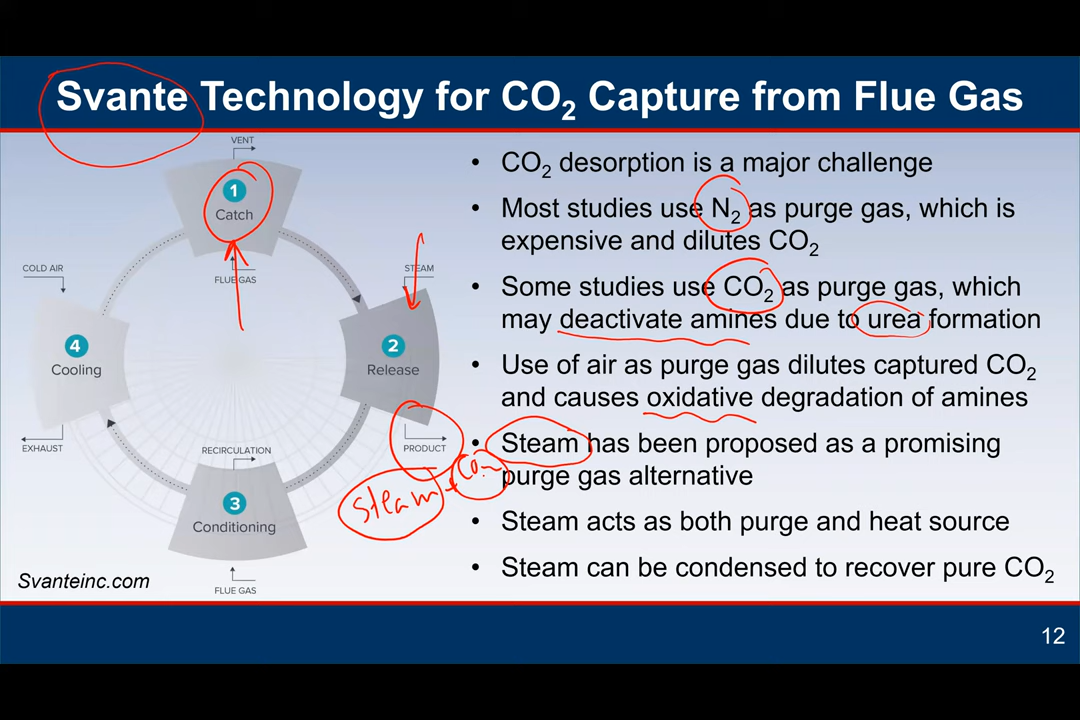 Svante Technology for CO₂ Capture from Flue Gas
VENT
1
Catch
FLUE GAS
COLD AIR
STEAM
4
Cooling
2
Release
EXHAUST
PRODUCT
RECIRCULATION
3
Conditioning
FLUE GAS
steam + CO₂
Svanteinc.com
• CO₂ desorption is a major challenge
• Most studies use N₂ as purge gas, which is
expensive and dilutes CO₂
• Some studies use CO₂ as purge gas, which
may deactivate amines due to urea formation
• Use of air as purge gas dilutes captured CO₂
and causes oxidative degradation of amines
• Steam has been proposed as a promising
purge gas alternative
• Steam acts as both purge and heat source
• Steam can be condensed to recover pure CO₂
12